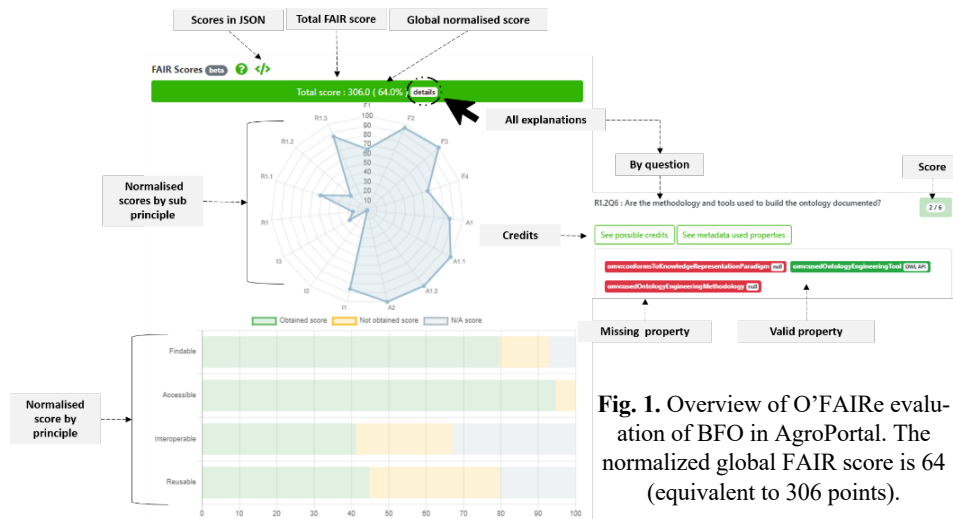 Scores in JSON
Total FAIR score
Global normalised score
FAIR Scores beta ? </>
Total score : 306.0 ( 64.0% ) details
All explanations
By question
Score
Normalised
scores by sub
principle
F1
F2
F3
F4
A1
A1.1
A1.2
A2
I1
I2
I3
R1
R1.1
R1.2
R1.3
100
90
80
70
60
50
40
30
20
10
R1.2Q6 : Are the methodology and tools used to build the ontology documented?
2 / 6
Credits
See possible credits
See metadata used properties
omv:conformsToKnowledgeRepresentationParadigm null
omv:usedOntologyEngineeringTool OWL API
omv:usedOntologyEngineeringMethodology null
Missing property
Valid property
Obtained score
Not obtained score
N/A score
Normalised
score by
principle
Findable
Accessible
Interoperable
Reusable
0 10 20 30 40 50 60 70 80 90 100
Fig. 1. Overview of O’FAIRe evalu-
ation of BFO in AgroPortal. The
normalized global FAIR score is 64
(equivalent to 306 points).